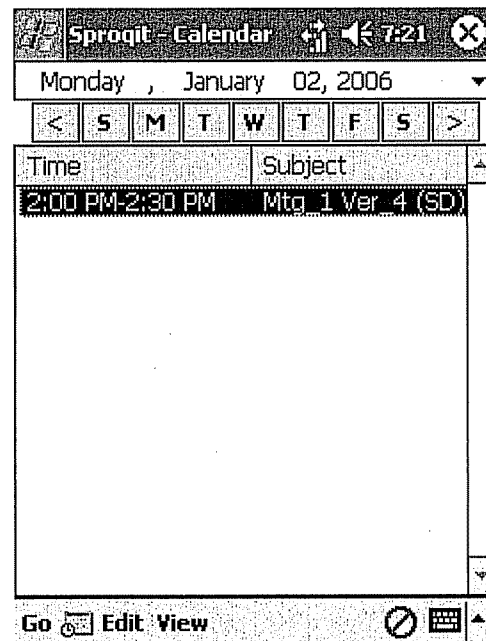 Sproqit - Calendar 7:21
Monday , January 02, 2006
< S M T W T F S >
Time Subject
2:00 PM-2:30 PM Mtg_1 Ver_4 (SD)
Go Edit View